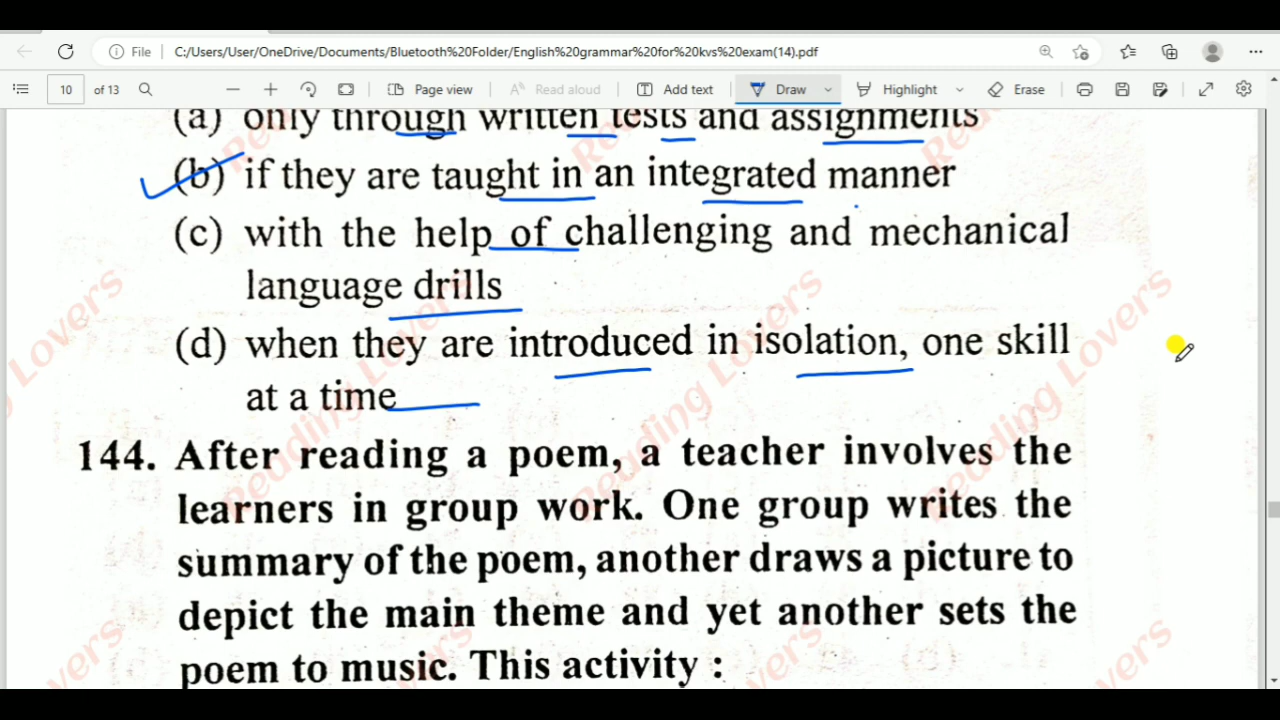 File C:/Users/User/OneDrive/Documents/Bluetooth%20Folder/English%20grammar%20for%20kvs%20exam(14).pdf
10 of 13 Page view Read aloud Add text Draw Highlight Erase
(a) only through written tests and assignments
(b) if they are taught in an integrated manner
(c) with the help of challenging and mechanical
language drills
(d) when they are introduced in isolation, one skill
at a time
144. After reading a poem, a teacher involves the
learners in group work. One group writes the
summary of the poem, another draws a picture to
depict the main theme and yet another sets the
poem to music. This activity :
Reading Lovers